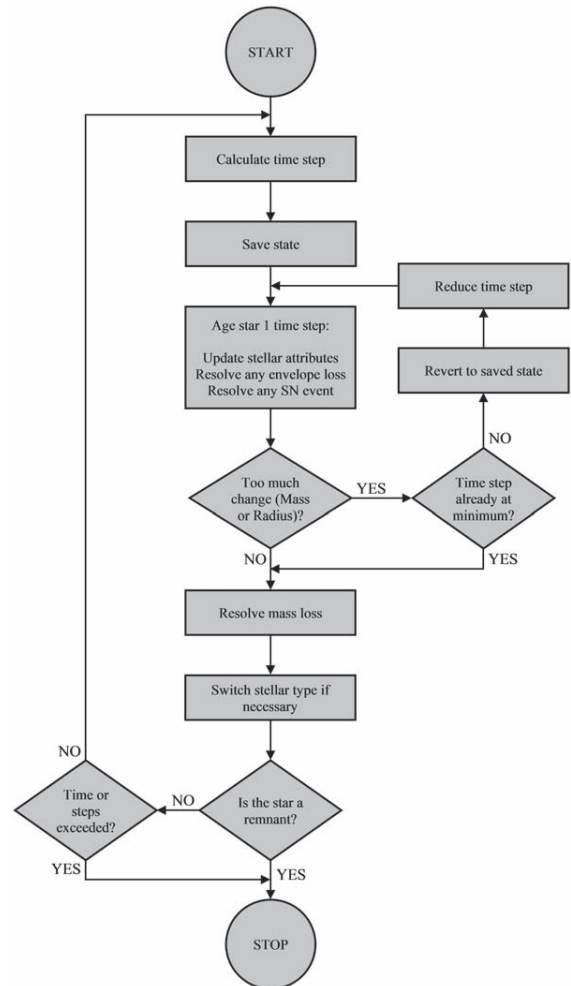 START
Calculate time step
Save state
Reduce time step
Age star 1 time step:
Update stellar attributes
Resolve any envelope loss
Resolve any SN event
Revert to saved state
NO
Too much
change (Mass
or Radius)?
YES
Time step
already at
minimum?
NO
YES
Resolve mass loss
Switch stellar type if
necessary
NO
Time or
steps
exceeded?
NO
Is the star a
remnant?
YES
YES
STOP